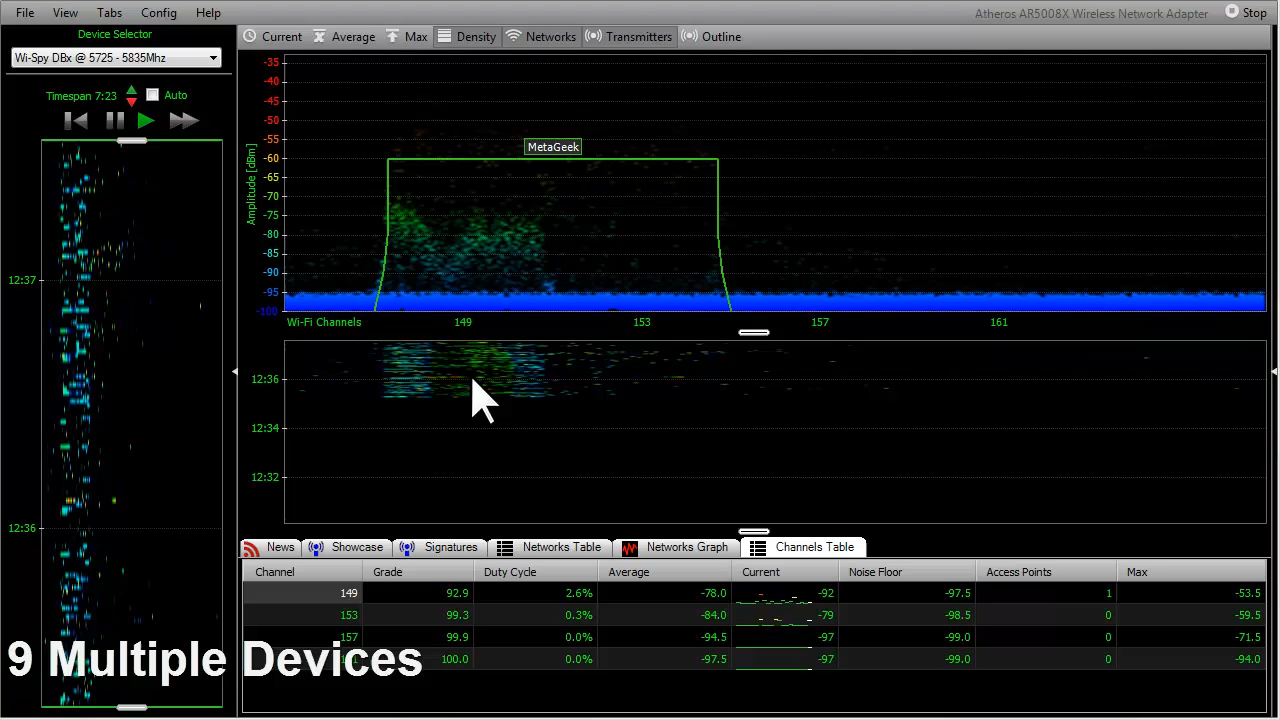 File View Tabs Config Help
Atheros AR5008X Wireless Network Adapter Stop
Device Selector
Wi-Spy DBx @ 5725 - 5835Mhz
Timespan 7:23 Auto
12:37
12:36
Current Average Max Density Networks Transmitters Outline
Amplitude [dBm]
-35
-40
-45
-50
-55
-60
-65
-70
-75
-80
-85
-90
-95
-100
MetaGeek
Wi-Fi Channels 149 153 157 161
12:36
12:34
12:32
News Showcase Signatures Networks Table Networks Graph Channels Table
Channel Grade Duty Cycle Average Current Noise Floor Access Points Max
149 92.9 2.6% -78.0 -92 -97.5 1 -53.5
153 99.3 0.3% -84.0 -79 -98.5 0 -59.5
157 99.9 0.0% -94.5 -97 -99.0 0 -71.5
100.0 0.0% -97.5 -97 -99.0 0 -94.0
9 Multiple Devices